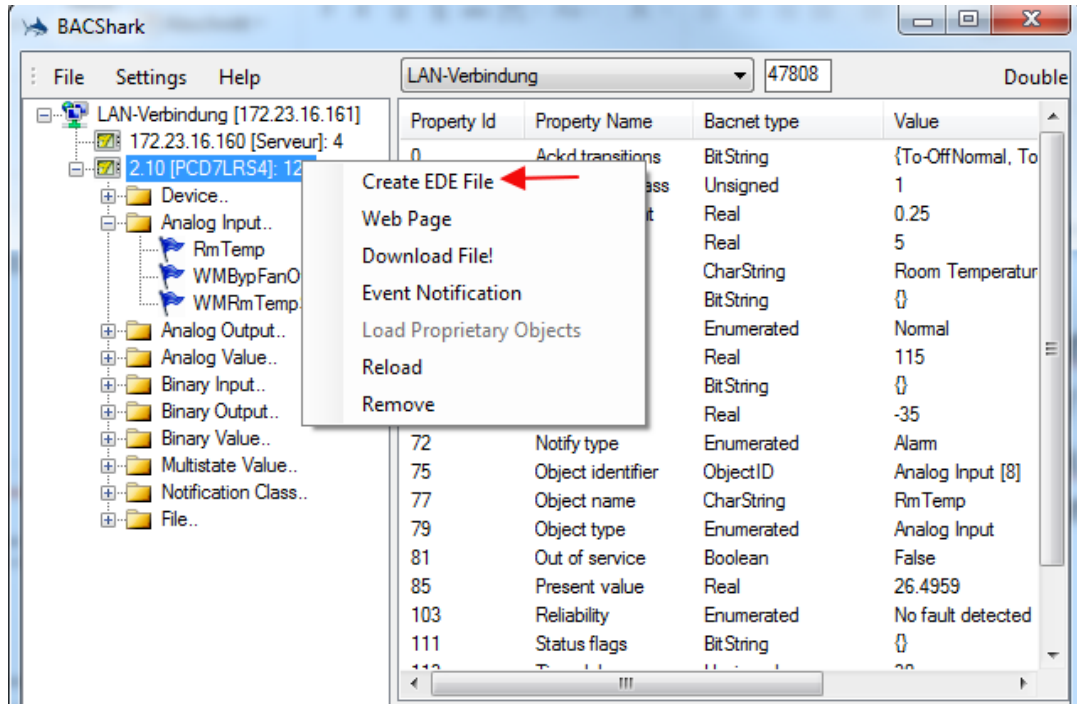 BACShark
File Settings Help
LAN-Verbindung 47808 Double
LAN-Verbindung [172.23.16.161]
172.23.16.160 [Serveur]: 4
2.10 [PCD7LRS4]: 12
Device..
Analog Input..
RmTemp
WMBypFanO
WMRmTemp
Analog Output..
Analog Value..
Binary Input..
Binary Output..
Binary Value..
Multistate Value..
Notification Class..
File..
Create EDE File
Web Page
Download File!
Event Notification
Load Proprietary Objects
Reload
Remove
Property Id Property Name Bacnet type Value
0 Ackd transitions BitString {To-OffNormal, To
ass Unsigned 1
t Real 0.25
Real 5
CharString Room Temperatur
BitString {}
Enumerated Normal
Real 115
BitString {}
Real -35
72 Notify type Enumerated Alarm
75 Object identifier ObjectID Analog Input [8]
77 Object name CharString RmTemp
79 Object type Enumerated Analog Input
81 Out of service Boolean False
85 Present value Real 26.4959
103 Reliability Enumerated No fault detected
111 Status flags BitString {}